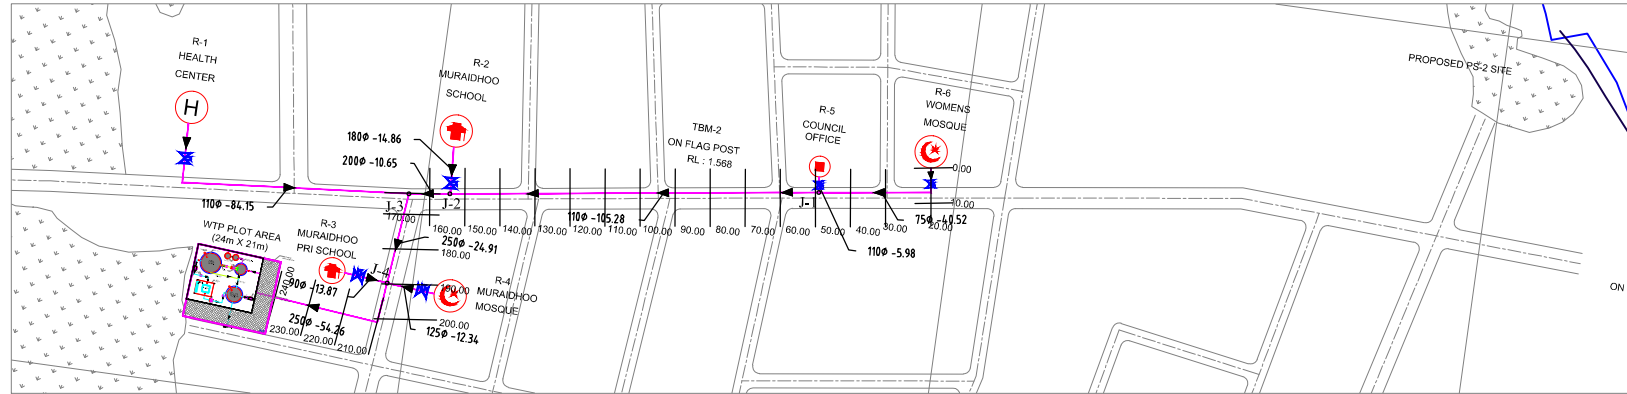 R-1
HEALTH
CENTER
H
R-2
MURAIDHOO
SCHOOL
180Φ -14.86
200Φ -10.65
TBM-2
ON FLAG POST
RL : 1.568
R-5
COUNCIL
OFFICE
R-6
WOMENS
MOSQUE
PROPOSED PS-2 SITE
0.00
10.00
20.00
30.00
40.00
50.00
60.00
80.00
90.00
100.00
110.00
120.00
130.00
140.00
150.00
160.00
170.00
180.00
190.00
200.00
210.00
220.00
230.00
240.00
110Φ -84.15
J-3
J-2
110Φ -105.28
J-1
75Φ -40.52
110Φ -5.98
250Φ -24.91
WTP PLOT AREA
(24m X 21m)
R-3
MURAIDHOO
PRI SCHOOL
J-4
90Φ -13.87
R-4
MURAIDHOO
MOSQUE
250Φ -54.26
125Φ -12.34
ON